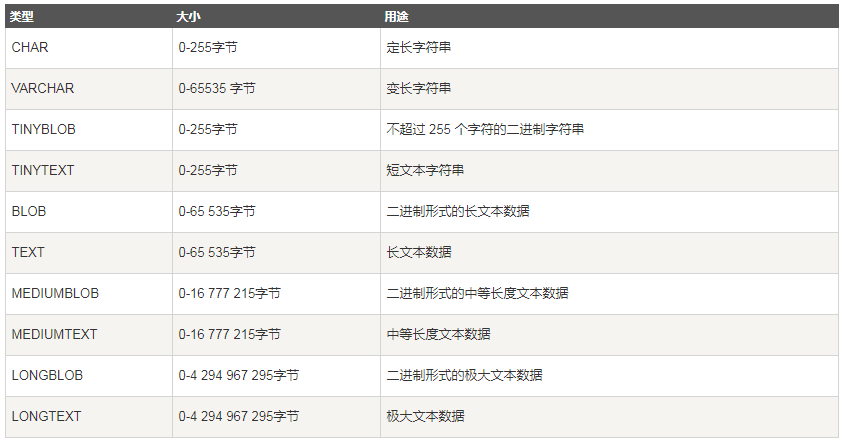 类型 大小 用途
CHAR 0-255字节 定长字符串
VARCHAR 0-65535 字节 变长字符串
TINYBLOB 0-255字节 不超过 255 个字符的二进制字符串
TINYTEXT 0-255字节 短文本字符串
BLOB 0-65 535字节 二进制形式的长文本数据
TEXT 0-65 535字节 长文本数据
MEDIUMBLOB 0-16 777 215字节 二进制形式的中等长度文本数据
MEDIUMTEXT 0-16 777 215字节 中等长度文本数据
LONGBLOB 0-4 294 967 295字节 二进制形式的极大文本数据
LONGTEXT 0-4 294 967 295字节 极大文本数据